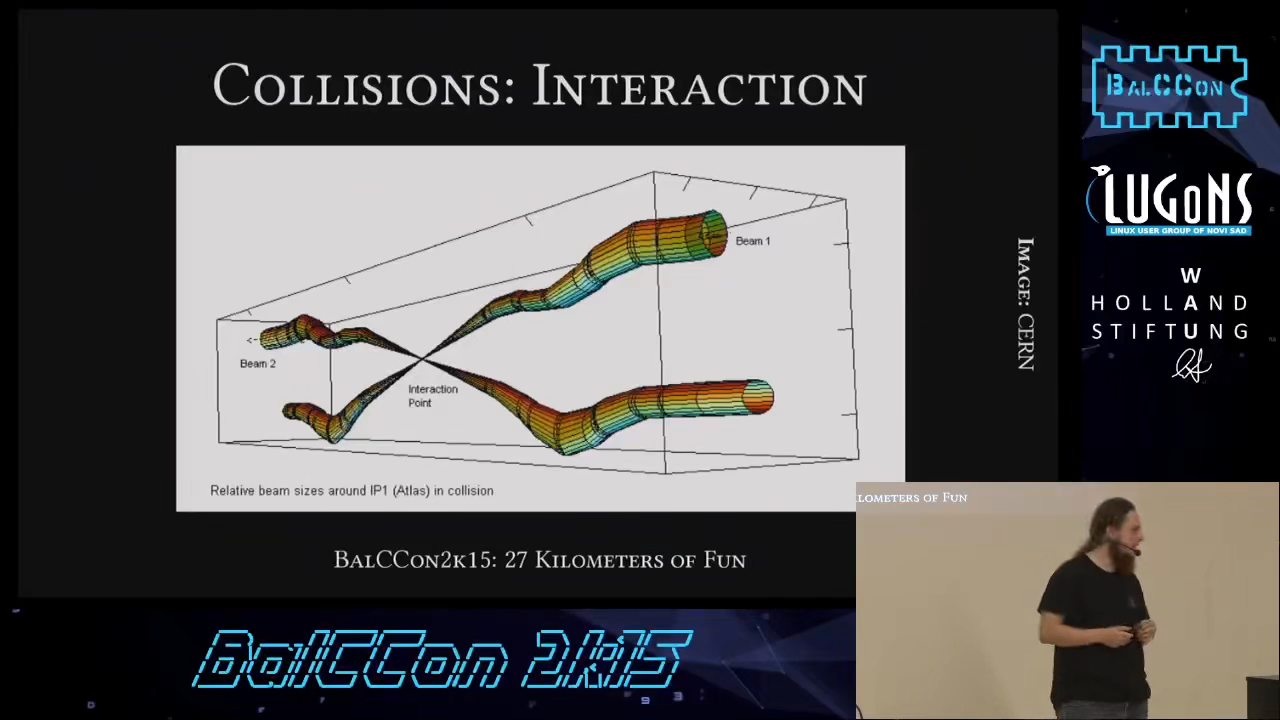 COLLISIONS: INTERACTION
Beam 1
<-
Beam 2
Interaction
Point
Relative beam sizes around IP1 (Atlas) in collision
IMAGE: CERN
BALCCON2K15: 27 KILOMETERS OF FUN
BALCCON
LUGONS
LINUX USER GROUP OF NOVI SAD
W
HOLLAND
STIFTUNG
LOMETERS OF FUN
BalCCon 2k15